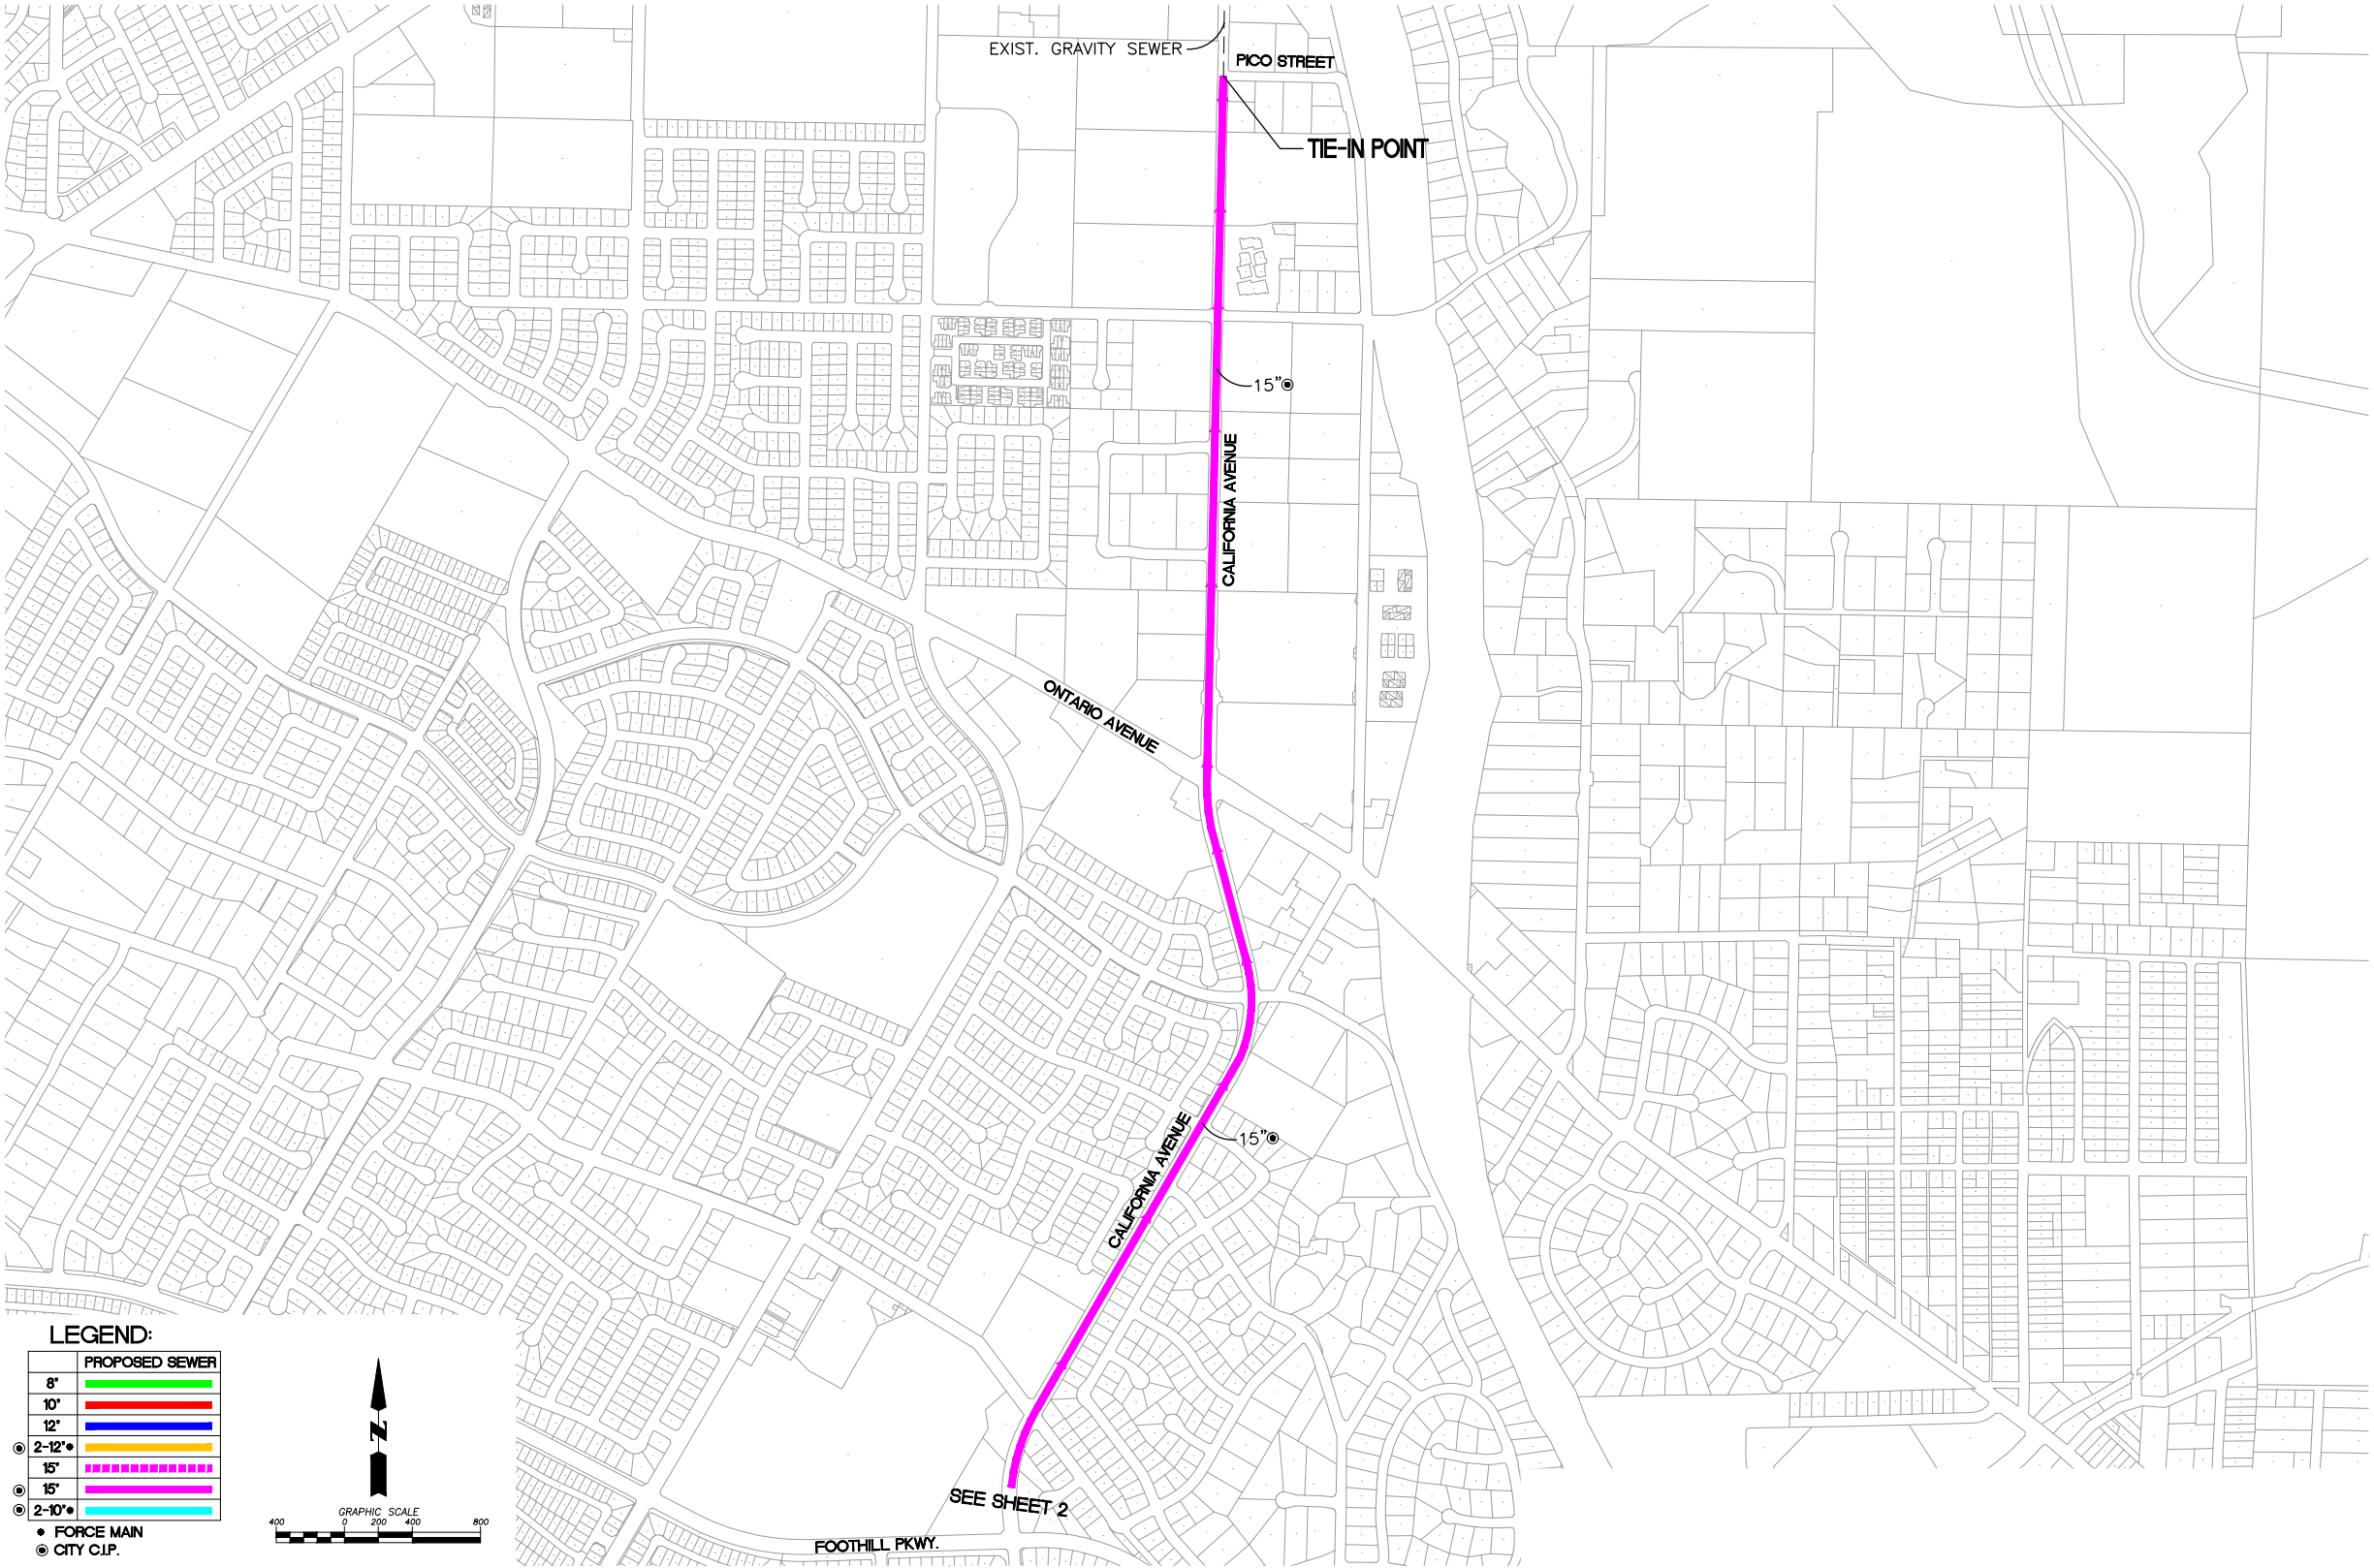 EXIST. GRAVITY SEWER
PICO STREET
TIE-IN POINT
15"
CALIFORNIA AVENUE
ONTARIO AVENUE
15"
CALIFORNIA AVENUE
SEE SHEET 2
FOOTHILL PKWY.
LEGEND:
PROPOSED SEWER
8"
10"
12"
2-12"*
15"
15"
2-10"*
* FORCE MAIN
CITY C.I.P.
N
GRAPHIC SCALE
400 0 200 400 800